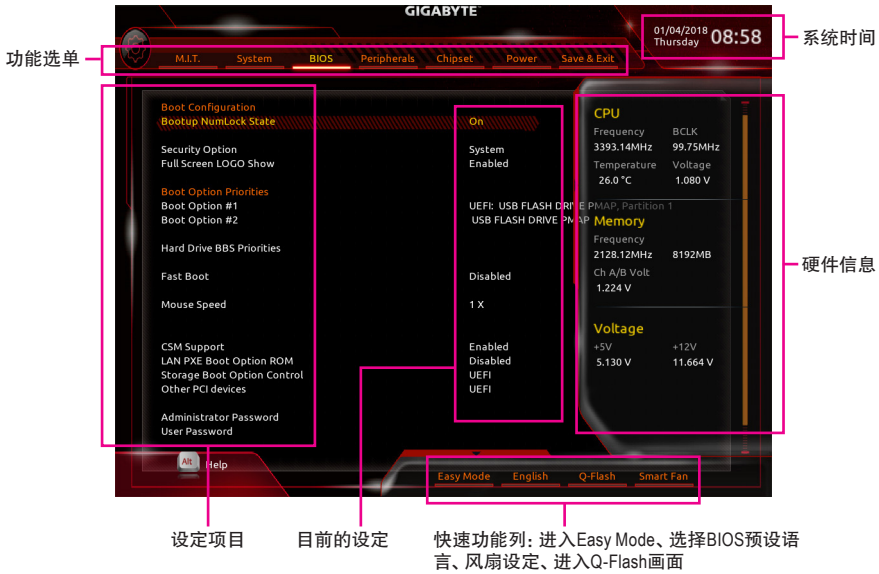 GIGABYTE™
01/04/2018
Thursday 08:58
系统时间
功能选单
M.I.T. System BIOS Peripherals Chipset Power Save & Exit
Boot Configuration
Bootup NumLock State On
Security Option System
Full Screen LOGO Show Enabled
Boot Option Priorities
Boot Option #1 UEFI: USB FLASH DRIVE PMAP, Partition 1
Boot Option #2 USB FLASH DRIVE PMAP
Hard Drive BBS Priorities
Fast Boot Disabled
Mouse Speed 1 X
CSM Support Enabled
LAN PXE Boot Option ROM Disabled
Storage Boot Option Control UEFI
Other PCI devices UEFI
Administrator Password
User Password
CPU
Frequency BCLK
3393.14MHz 99.75MHz
Temperature Voltage
26.0 °C 1.080 V
Memory
Frequency
2128.12MHz 8192MB
Ch A/B Volt
1.224 V
Voltage
+5V +12V
5.130 V 11.664 V
硬件信息
Alt Help
Easy Mode English Q-Flash Smart Fan
设定项目
目前的设定
快速功能列: 进入Easy Mode、选择BIOS预设语
言、风扇设定、进入Q-Flash画面